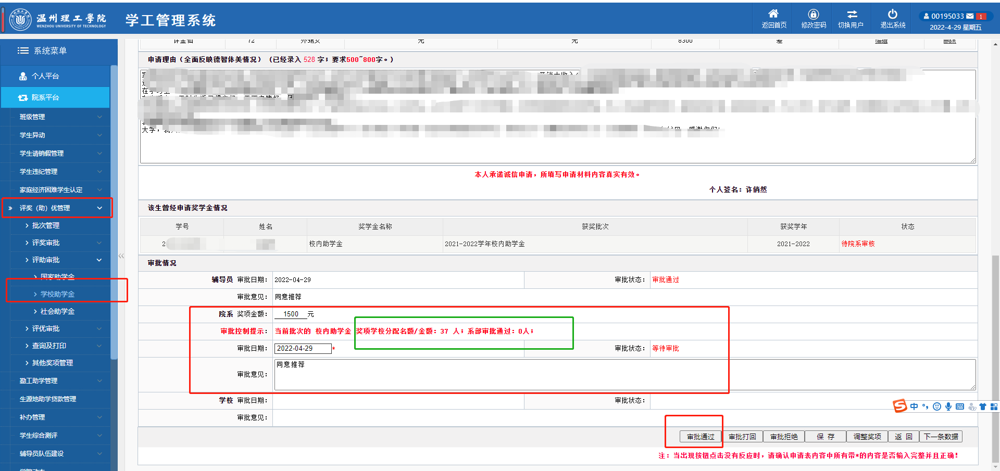 温州理工學院
WENZHOU UNIVERSITY OF TECHNOLOGY
学工管理系统
返回首页
修改密码
切换用户
退出系统
00195033 1
2022-4-29 星期五
系统菜单
个人平台
院系平台
班级管理
学生异动
学生请销假管理
学生违纪管理
家庭经济困难学生认定
评奖（助）优管理
批次管理
评奖审批
评助审批
国家助学金
学校助学金
社会助学金
评优审批
查询及打印
其他奖项管理
勤工助学管理
生源地助学贷款管理
补办管理
学生综合测评
辅导员队伍建设
许金仙 72 外甥女 无 无 8300 差 编辑 删除
申请理由（全面反映德智体美情况）（已经录入 528 字；要求500~800字。）
本人承诺诚信申请，所填写申请材料内容真实有效。
个人签名：许俏然
该生曾经申请奖学金情况
学号 姓名 奖学金名称 获奖批次 获奖学年 状态
2 校内助学金 2021-2022学年校内助学金 2021-2022 待院系审核
审批情况
辅导员 审批日期： 2022-04-29 审批状态： 审批通过
审批意见： 同意推荐
院系 奖项金额： 1500 元
审批控制提示： 当前批次的 校内助学金 奖项学校分配名额/金额：37 人；系部审批通过：0人；
审批日期： 2022-04-29 * 审批状态： 等待审批
审批意见： 同意推荐
学校 审批日期： 审批状态：
审批意见：
中
审批通过 审批打回 审批拒绝 保 存 调整奖项 返 回 下一条数据
注：当出现按钮点击没有反应时，请确认申请表内容中所有带*的内容是否输入完整并且正确！